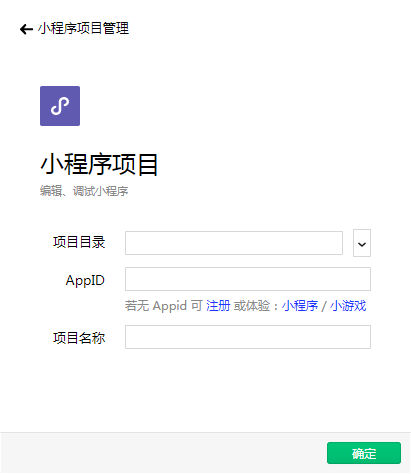 小程序项目管理
小程序项目
编辑、调试小程序
项目目录
AppID
若无 Appid 可 注册 或体验：小程序 / 小游戏
项目名称
确定